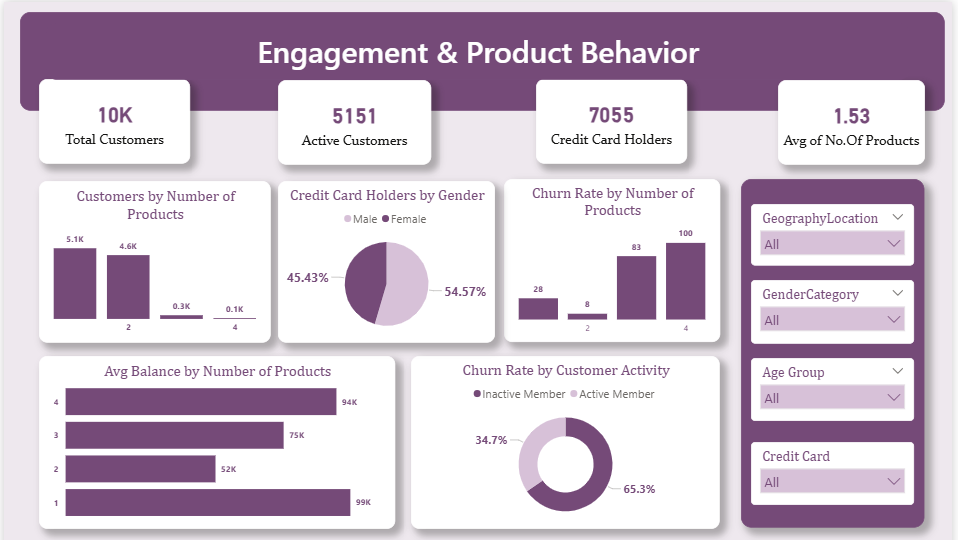 Engagement & Product Behavior
10K
Total Customers
5151
Active Customers
7055
Credit Card Holders
1.53
Avg of No.Of Products
Customers by Number of
Products
5.1K
4.6K
0.3K
0.1K
2
4
Credit Card Holders by Gender
Male
Female
45.43%
54.57%
Churn Rate by Number of
Products
28
8
83
100
2
4
GeographyLocation
All
GenderCategory
All
Age Group
All
Credit Card
All
Avg Balance by Number of Products
4
94K
3
75K
2
52K
1
99K
Churn Rate by Customer Activity
Inactive Member
Active Member
34.7%
65.3%